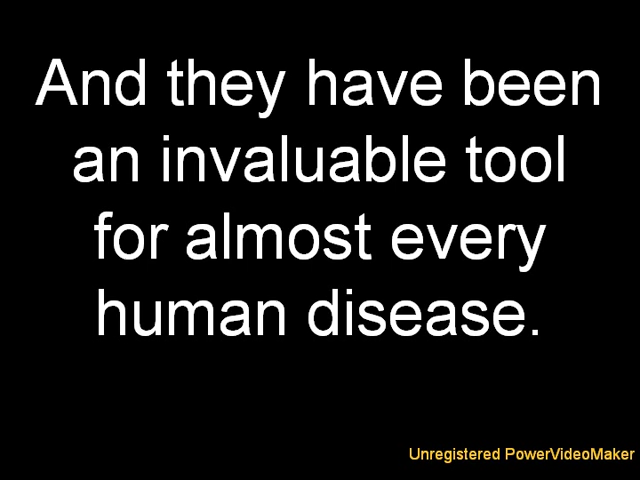 And they have been
an invaluable tool
for almost every
human disease.
Unregistered PowerVideoMaker